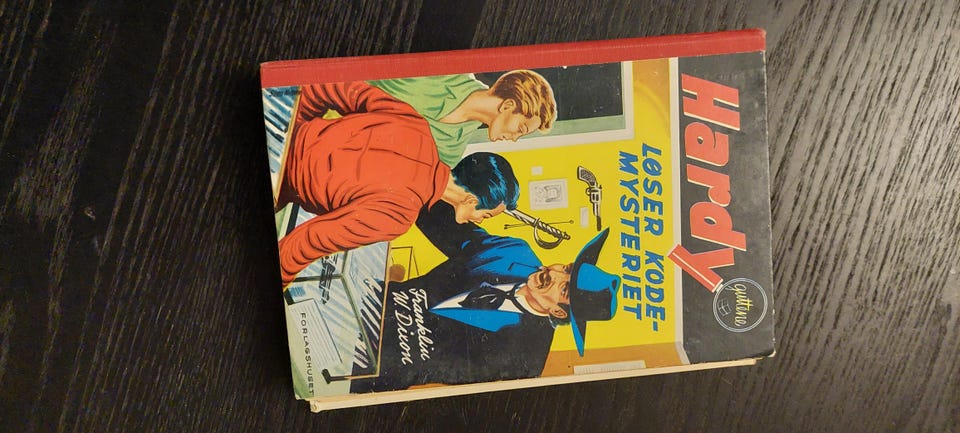 Hardy
guttene
LØSER KODE-
MYSTERIET
Franklin
W. Dixon
FORLAGSHUSET